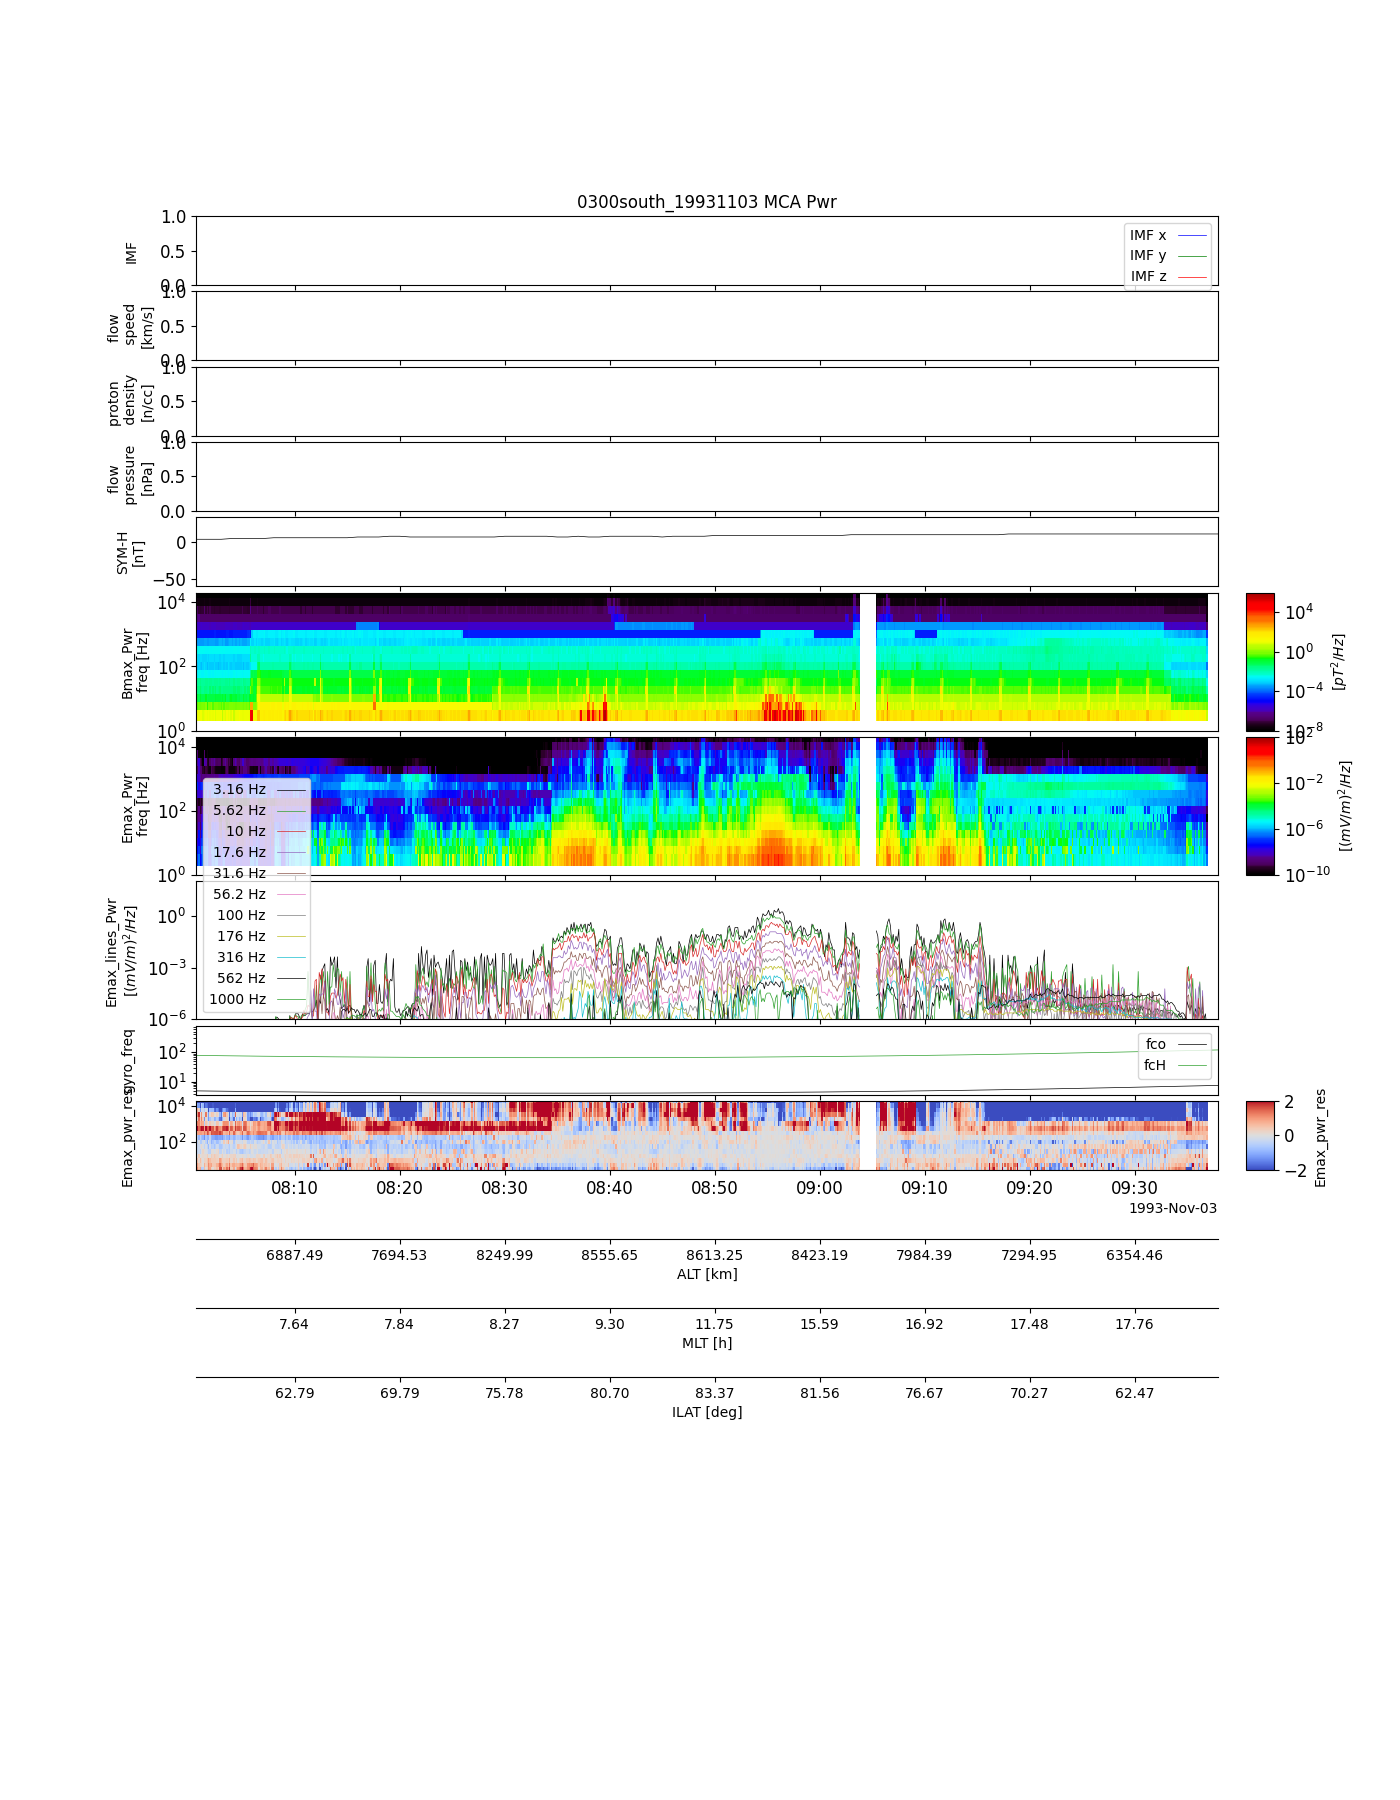 0300south_19931103 MCA Pwr
1.0
0.5
0.0
IMF
IMF x
IMF y
IMF z
1.0
0.5
0.0
flow
speed
[km/s]
1.0
0.5
0.0
proton
density
[n/cc]
1.0
0.5
0.0
flow
pressure
[nPa]
0
−50
SYM-H
[nT]
10^4
10^2
10^0
Bmax_Pwr
freq [Hz]
10^4
10^0
10^−4
10^−8
[pT^2/Hz]
10^4
10^2
10^0
Emax_Pwr
freq [Hz]
10^2
10^−2
10^−6
10^−10
[(mV/m)^2/Hz]
3.16 Hz
5.62 Hz
10 Hz
17.6 Hz
31.6 Hz
56.2 Hz
100 Hz
176 Hz
316 Hz
562 Hz
1000 Hz
10^0
10^−3
10^−6
Emax_lines_Pwr
[(mV/m)^2/Hz]
10^2
10^1
gyro_freq
fco
fcH
10^4
10^2
Emax_pwr_res
2
0
−2
Emax_pwr_res
08:10 08:20 08:30 08:40 08:50 09:00 09:10 09:20 09:30
1993-Nov-03
6887.49 7694.53 8249.99 8555.65 8613.25 8423.19 7984.39 7294.95 6354.46
ALT [km]
7.64 7.84 8.27 9.30 11.75 15.59 16.92 17.48 17.76
MLT [h]
62.79 69.79 75.78 80.70 83.37 81.56 76.67 70.27 62.47
ILAT [deg]